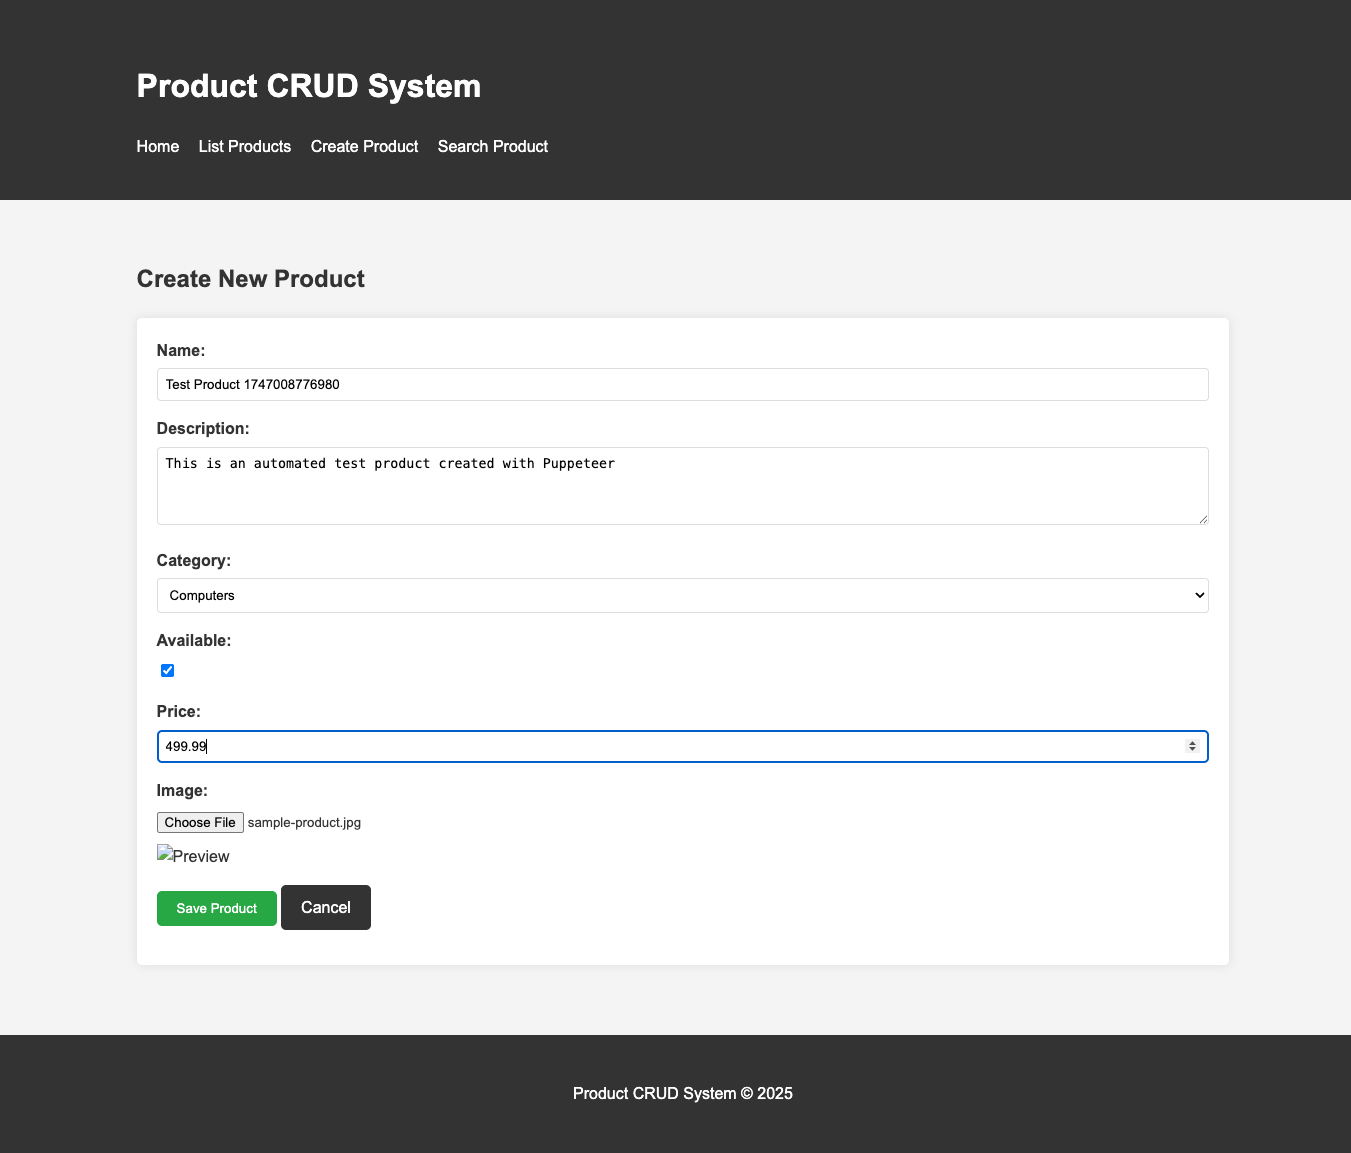 Product CRUD System
Home List Products Create Product Search Product
Create New Product
Name:
Test Product 1747008776980
Description:
This is an automated test product created with Puppeteer
Category:
Computers
Available:
Price:
499.99
Image:
Choose File sample-product.jpg
Preview
Save Product Cancel
Product CRUD System © 2025